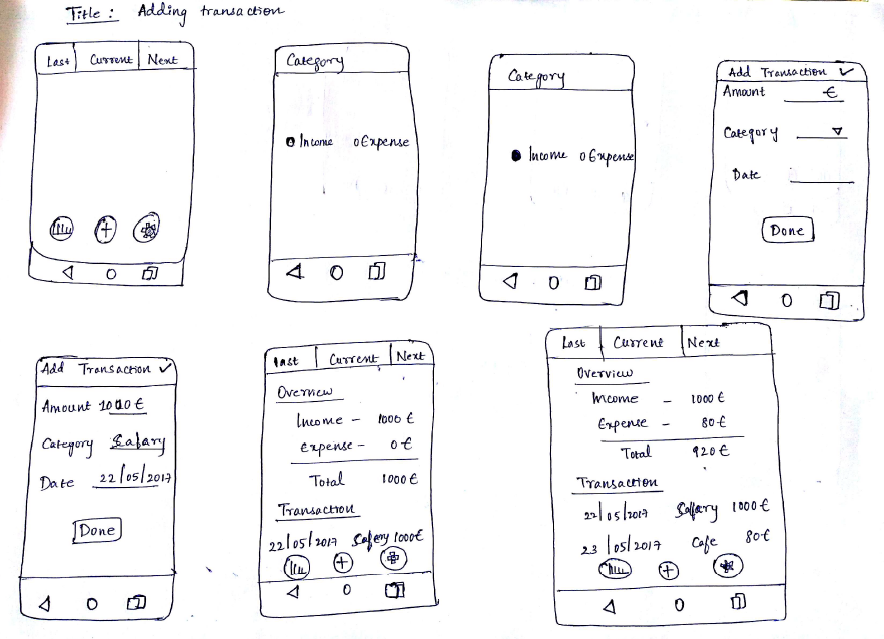 Title : Adding transaction
Last Current Next
Category
Income Expense
Category
Income Expense
Add Transaction ✓
Amount €
Category
Date
Done
Add Transaction ✓
Amount 1000 €
Category Salary
Date 22/05/2017
Done
Last Current Next
Overview
Income - 1000 €
Expense - 0 €
Total 1000 €
Transaction
22/05/2017 Salary 1000€
Last Current Next
Overview
Income - 1000 €
Expense - 80 €
Total 920 €
Transaction
22/05/2017 Salary 1000 €
23/05/2017 Cafe 80 €